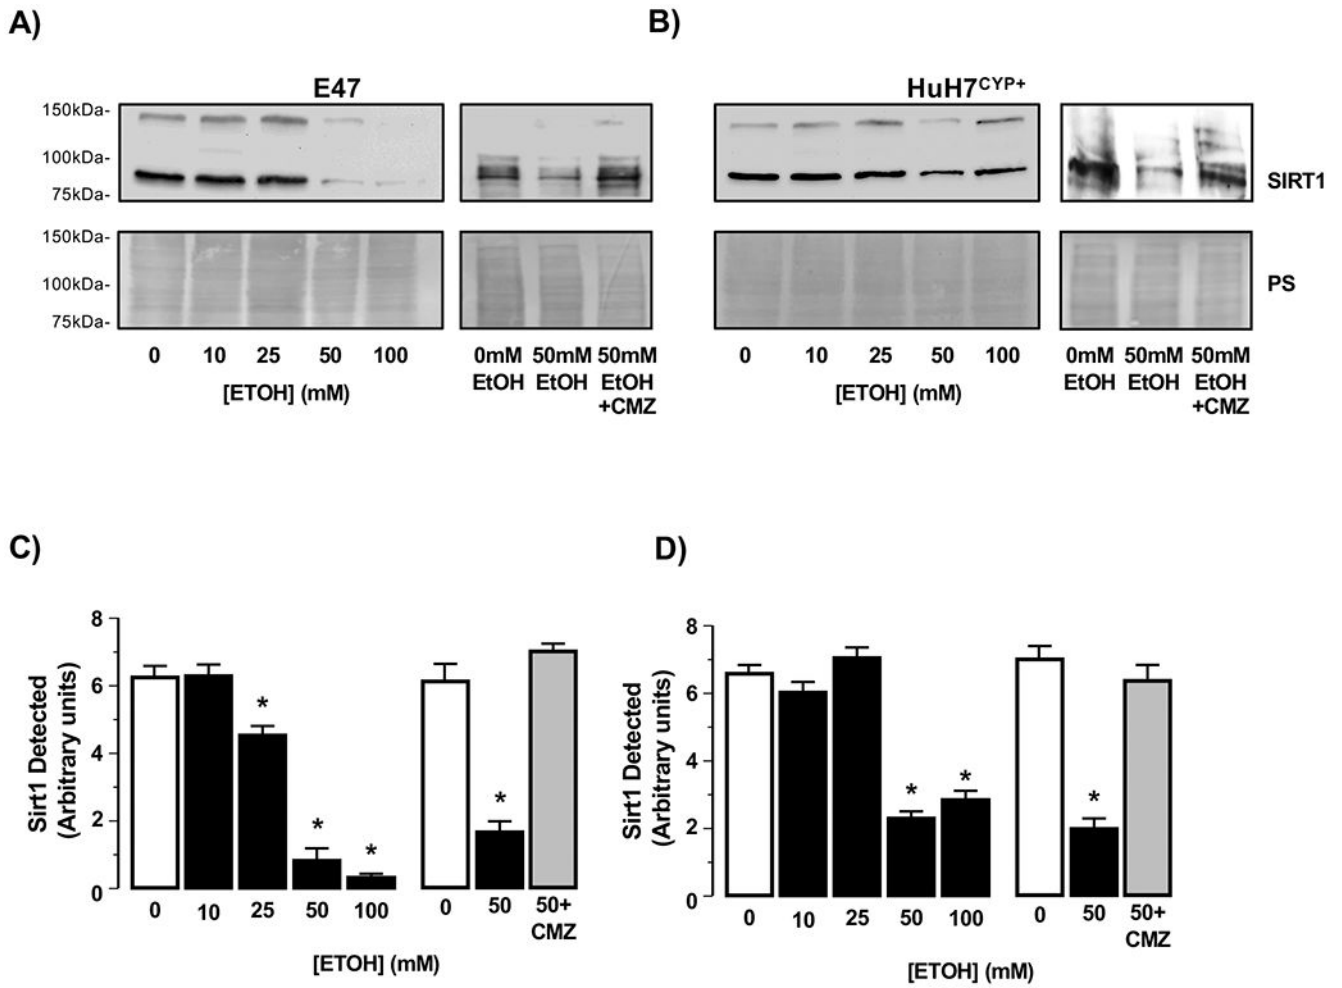 A)
B)
E47
HuH7CYP+
150kDa-
100kDa-
75kDa-
SIRT1
150kDa-
100kDa-
75kDa-
PS
0 10 25 50 100
[ETOH] (mM)
0mM 50mM 50mM
EtOH EtOH EtOH
+CMZ
0 10 25 50 100
[ETOH] (mM)
0mM 50mM 50mM
EtOH EtOH EtOH
+CMZ
C)
D)
Sirt1 Detected
(Arbitrary units)
8
6
4
2
0
* * * *
0 10 25 50 100 0 50 50+
CMZ
[ETOH] (mM)
Sirt1 Detected
(Arbitrary units)
8
6
4
2
0
* * *
0 10 25 50 100 0 50 50+
CMZ
[ETOH] (mM)